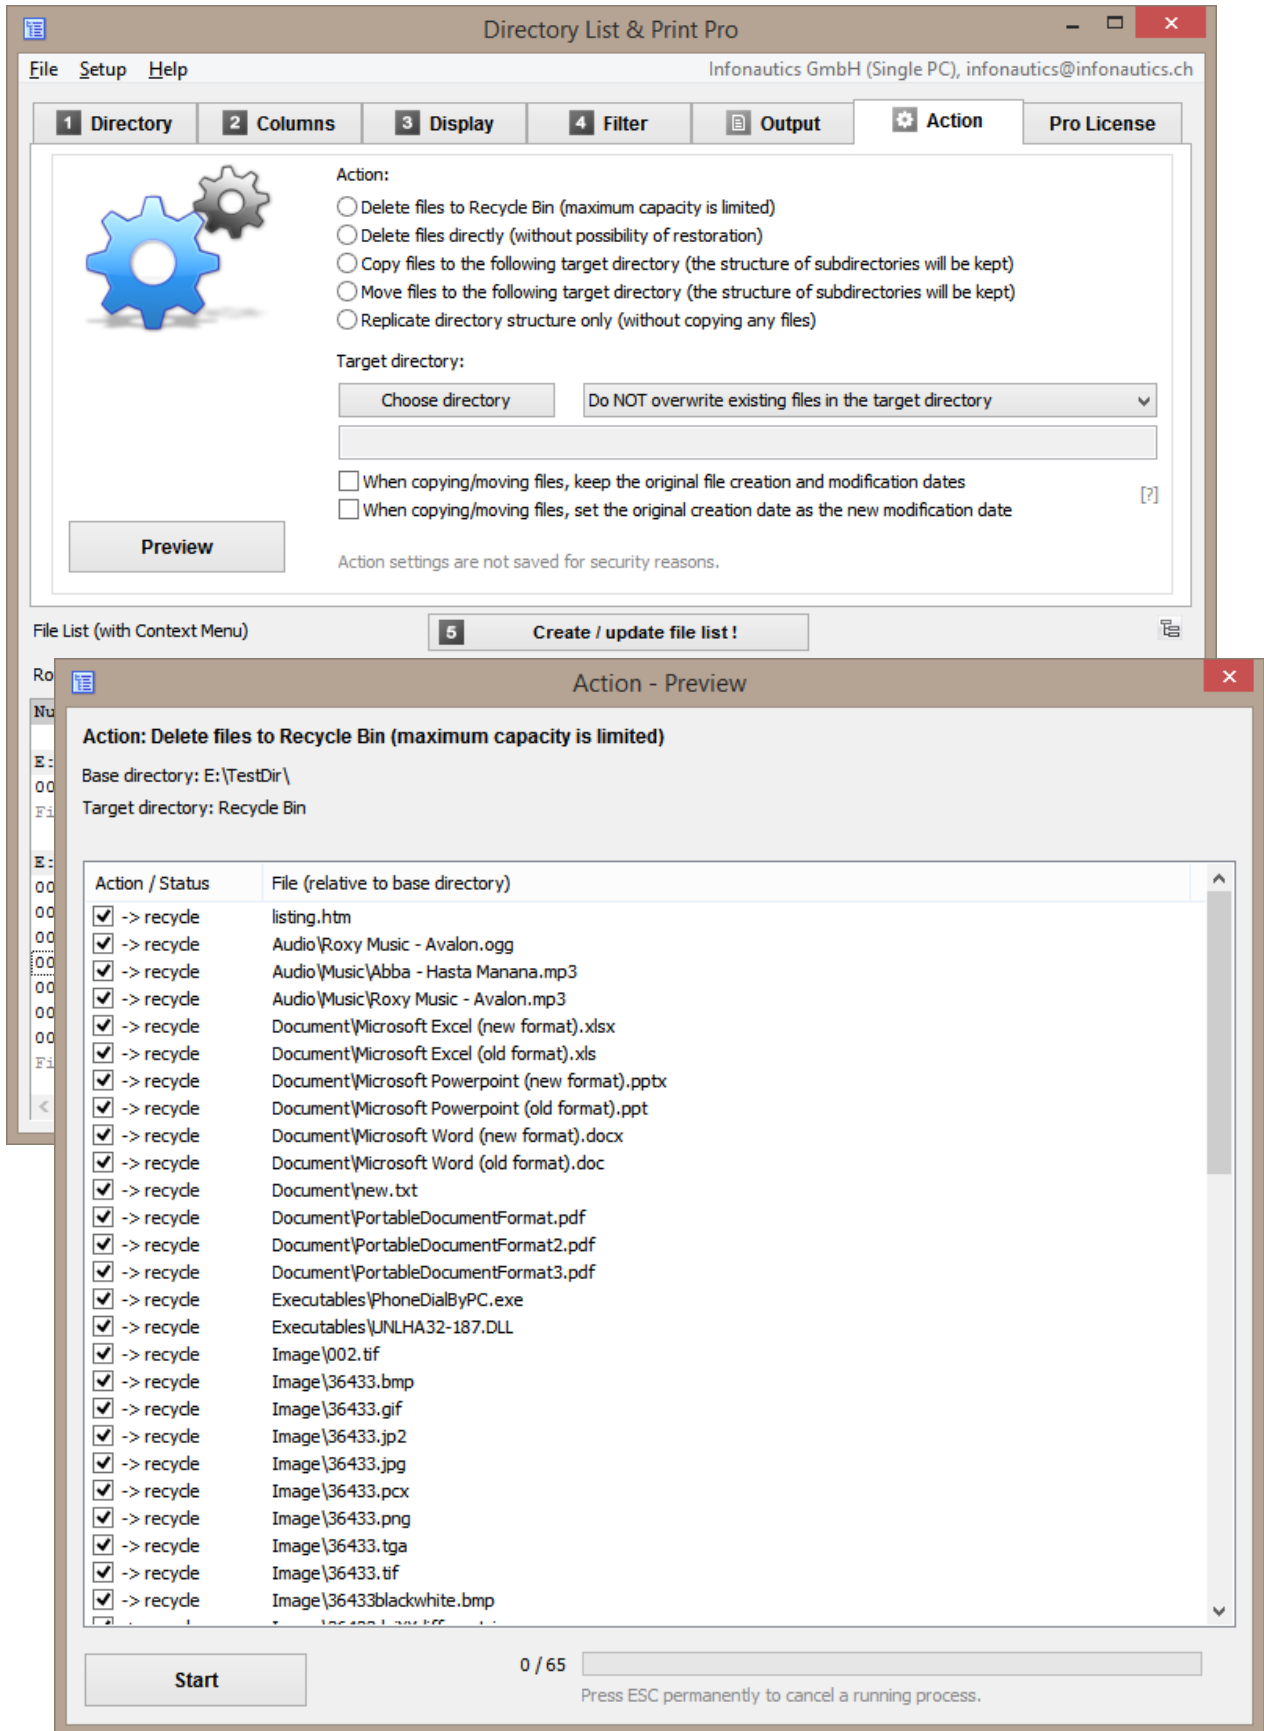 Directory List & Print Pro
File Setup Help
Infonautics GmbH (Single PC), infonautics@infonautics.ch
1 Directory
2 Columns
3 Display
4 Filter
Output
Action
Pro License
Action:
Delete files to Recycle Bin (maximum capacity is limited)
Delete files directly (without possibility of restoration)
Copy files to the following target directory (the structure of subdirectories will be kept)
Move files to the following target directory (the structure of subdirectories will be kept)
Replicate directory structure only (without copying any files)
Target directory:
Choose directory
Do NOT overwrite existing files in the target directory
When copying/moving files, keep the original file creation and modification dates
[?]
When copying/moving files, set the original creation date as the new modification date
Preview
Action settings are not saved for security reasons.
File List (with Context Menu)
5 Create / update file list !
Ro
Nu
E:
00
Fi
E:
00
00
00
00
00
00
00
Fi
Action - Preview
Action: Delete files to Recycle Bin (maximum capacity is limited)
Base directory: E:\TestDir\
Target directory: Recycle Bin
Action / Status File (relative to base directory)
-> recycle listing.htm
-> recycle Audio\Roxy Music - Avalon.ogg
-> recycle Audio\Music\Abba - Hasta Manana.mp3
-> recycle Audio\Music\Roxy Music - Avalon.mp3
-> recycle Document\Microsoft Excel (new format).xlsx
-> recycle Document\Microsoft Excel (old format).xls
-> recycle Document\Microsoft Powerpoint (new format).pptx
-> recycle Document\Microsoft Powerpoint (old format).ppt
-> recycle Document\Microsoft Word (new format).docx
-> recycle Document\Microsoft Word (old format).doc
-> recycle Document\new.txt
-> recycle Document\PortableDocumentFormat.pdf
-> recycle Document\PortableDocumentFormat2.pdf
-> recycle Document\PortableDocumentFormat3.pdf
-> recycle Executables\PhoneDialByPC.exe
-> recycle Executables\UNLHA32-187.DLL
-> recycle Image\002.tif
-> recycle Image\36433.bmp
-> recycle Image\36433.gif
-> recycle Image\36433.jp2
-> recycle Image\36433.jpg
-> recycle Image\36433.pcx
-> recycle Image\36433.png
-> recycle Image\36433.tga
-> recycle Image\36433.tif
-> recycle Image\36433blackwhite.bmp
Start
0 / 65
Press ESC permanently to cancel a running process.